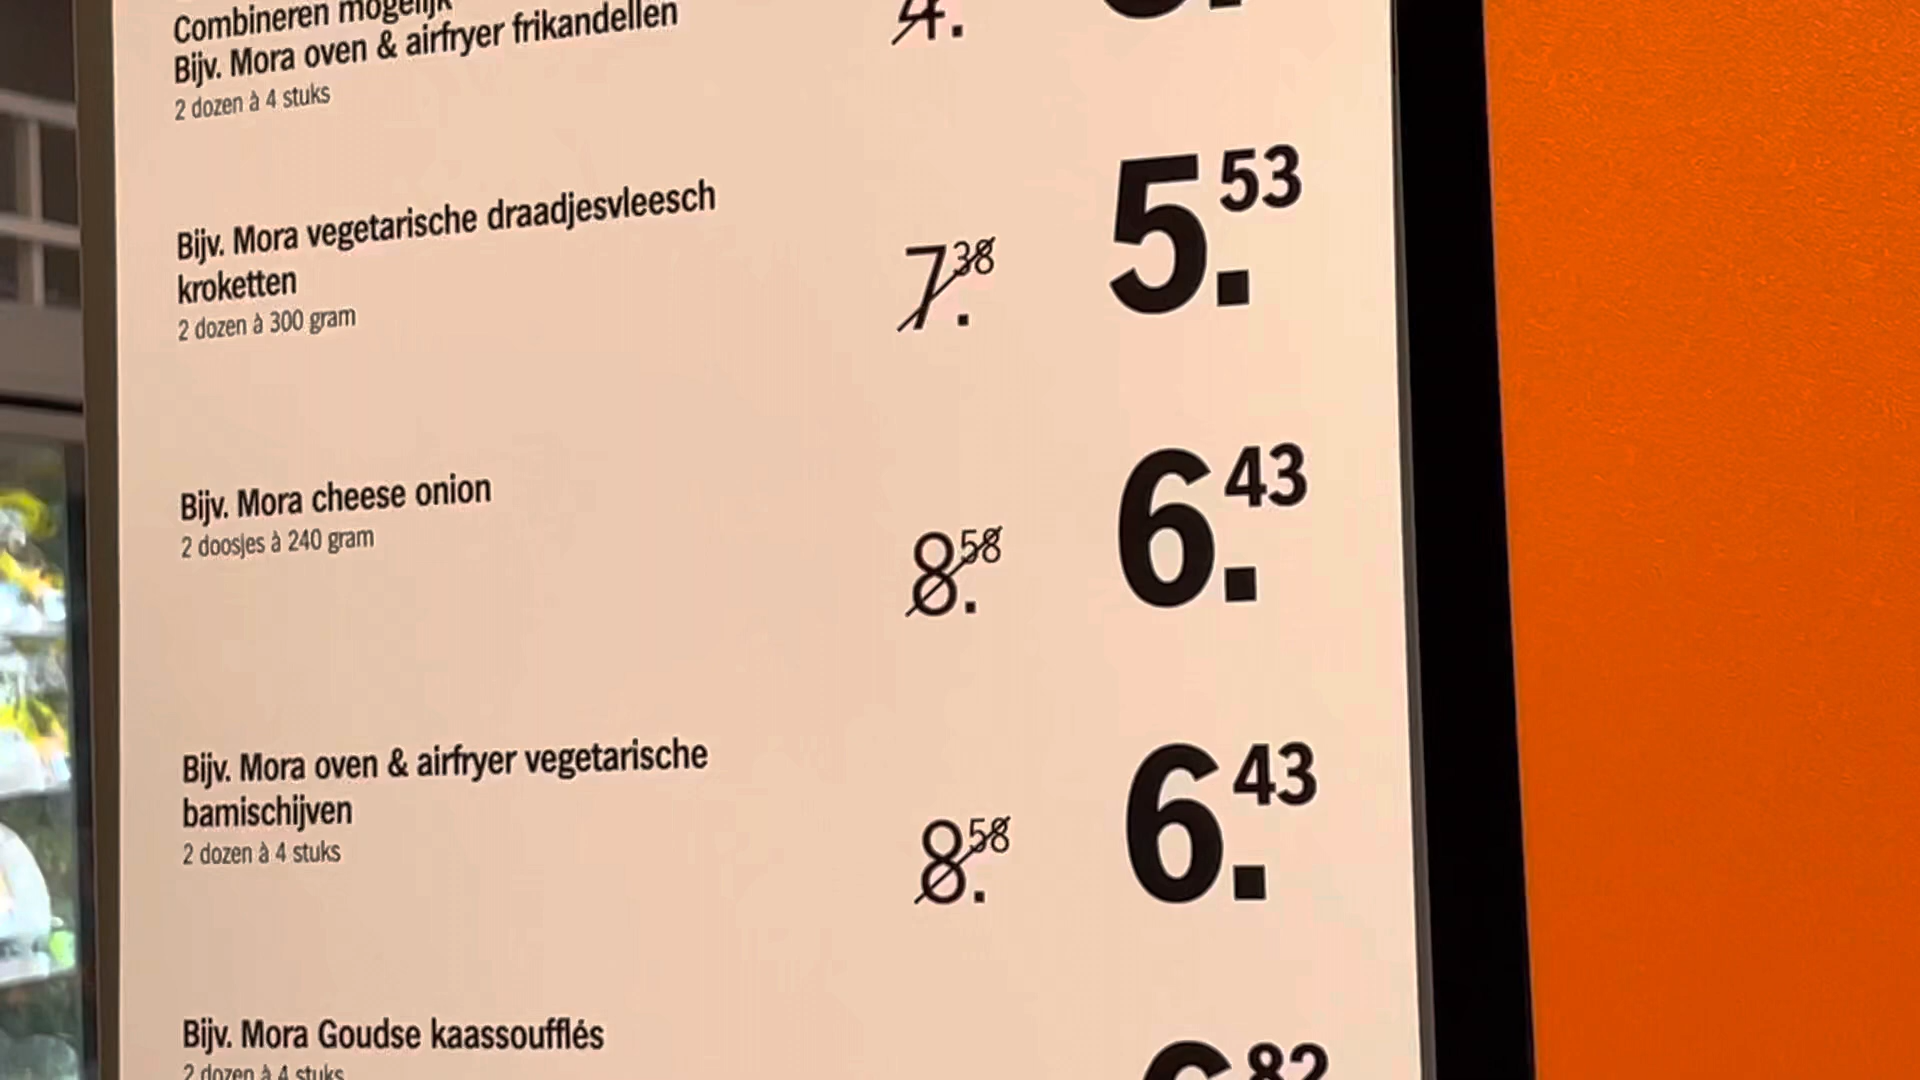 Combineren mogelijk
Bijv. Mora oven & airfryer frikandellen
2 dozen à 4 stuks
Bijv. Mora vegetarische draadjesvleesch
kroketten
2 dozen à 300 gram
7.38
5.53
Bijv. Mora cheese onion
2 doosjes à 240 gram
8.58
6.43
Bijv. Mora oven & airfryer vegetarische
bamischijven
2 dozen à 4 stuks
8.58
6.43
Bijv. Mora Goudse kaassoufflés
2 dozen à 4 stuks
6.82